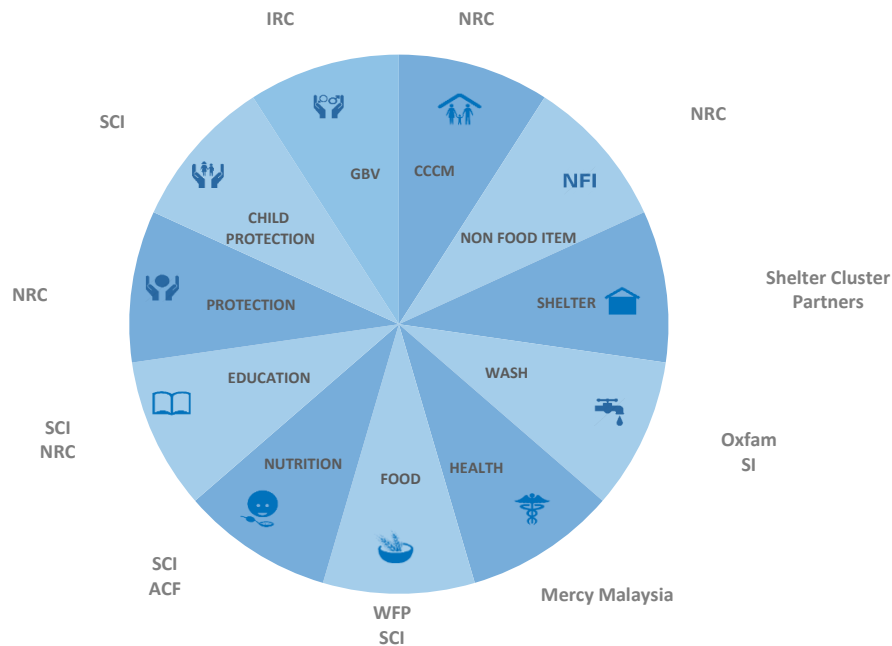 IRC
NRC
SCI
NRC
GBV
CCCM
NFI
CHILD
PROTECTION
NON FOOD ITEM
NRC
PROTECTION
SHELTER
Shelter Cluster
Partners
EDUCATION
WASH
SCI
NRC
Oxfam
SI
NUTRITION
FOOD
HEALTH
SCI
ACF
WFP
SCI
Mercy Malaysia